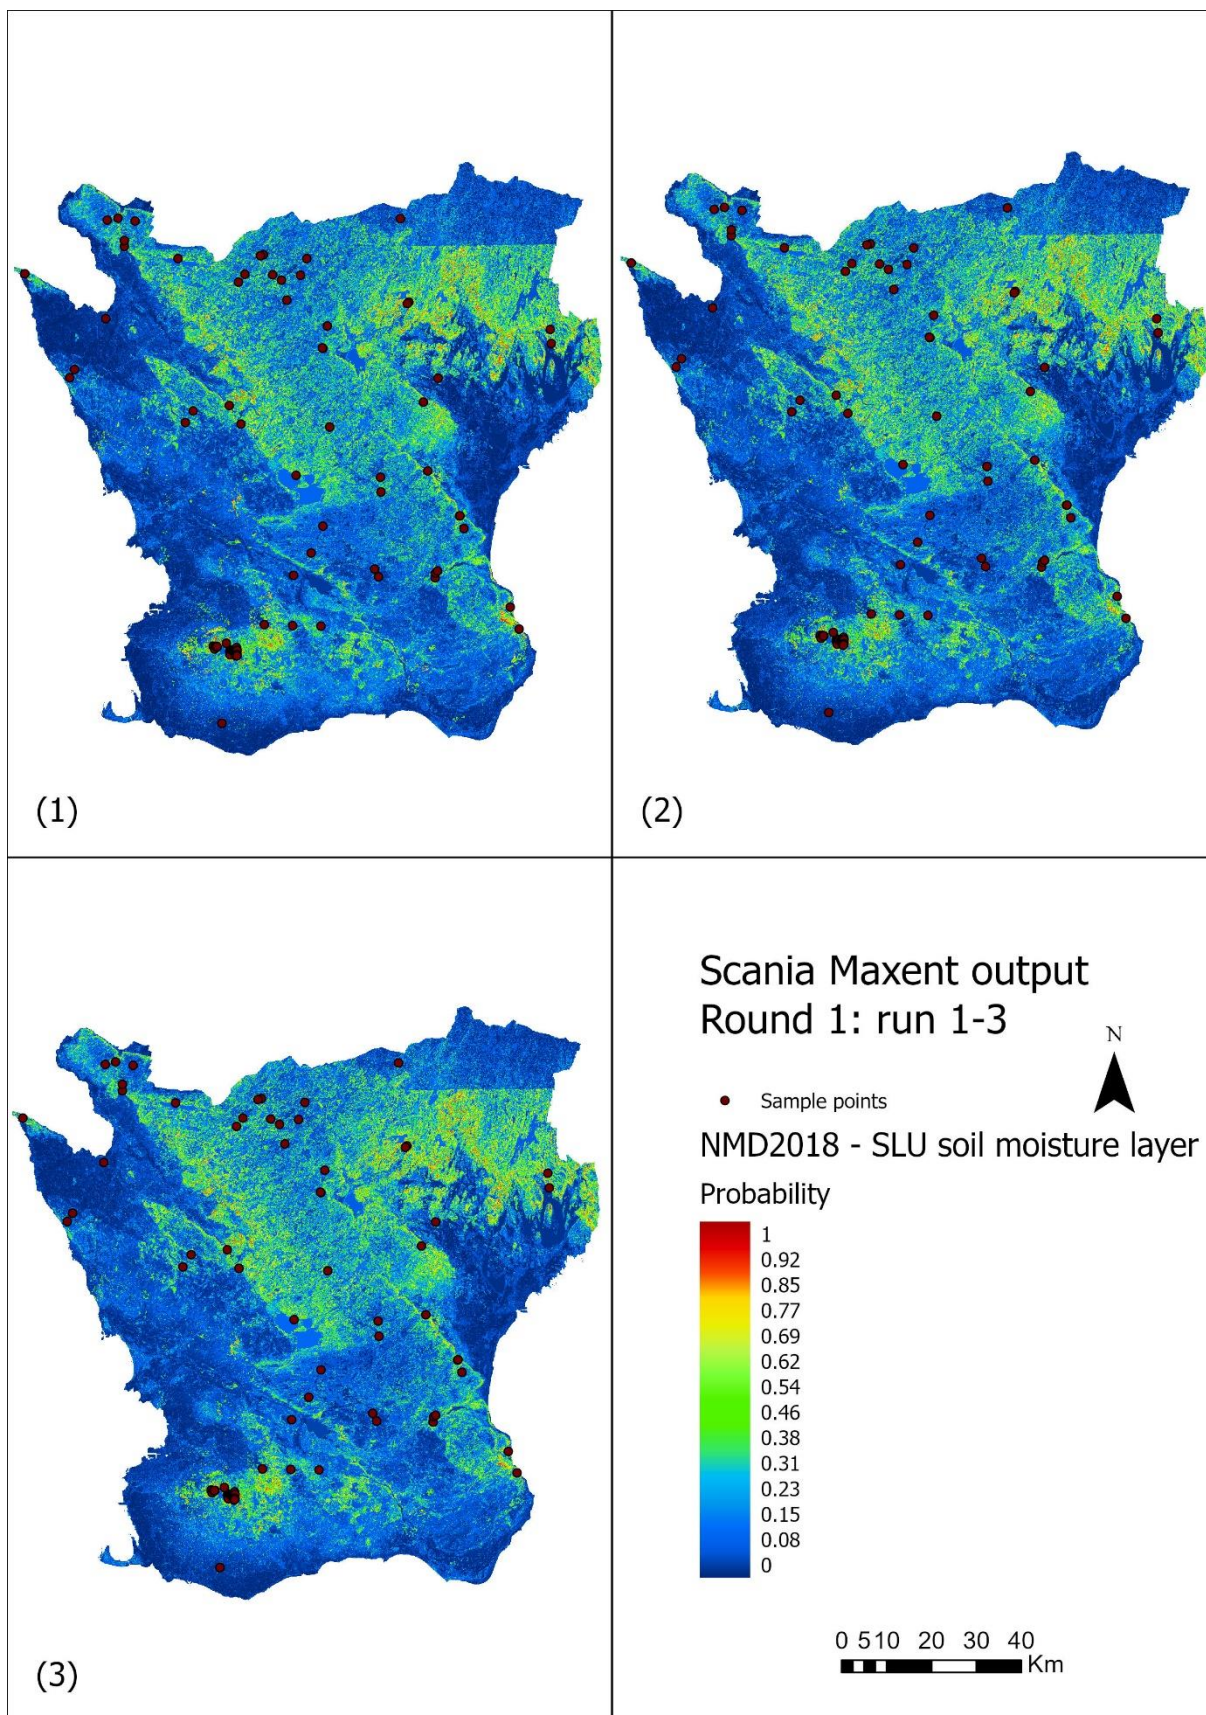 (1)
(2)
(3)
Scania Maxent output
Round 1: run 1-3
N
Sample points
NMD2018 - SLU soil moisture layer
Probability
1
0.92
0.85
0.77
0.69
0.62
0.54
0.46
0.38
0.31
0.23
0.15
0.08
0
0 5 10 20 30 40
Km